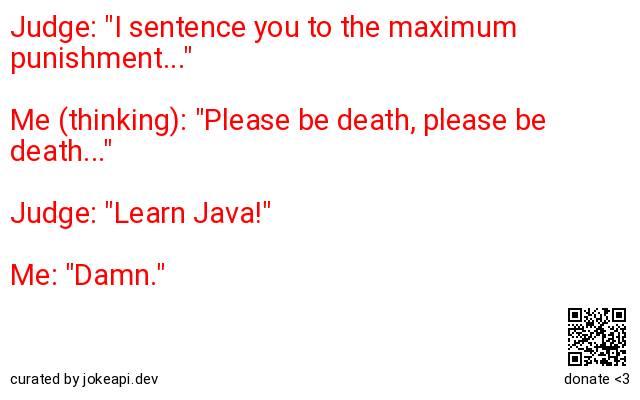 Judge: "I sentence you to the maximum
punishment..."
Me (thinking): "Please be death, please be
death..."
Judge: "Learn Java!"
Me: "Damn."
curated by jokeapi.dev
donate <3